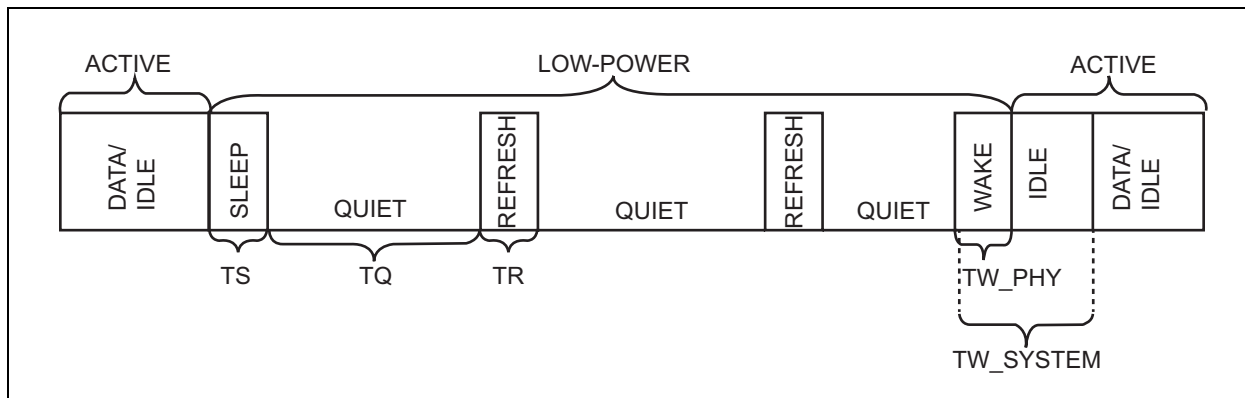 ACTIVE
LOW-POWER
ACTIVE
DATA/
IDLE
SLEEP
QUIET
REFRESH
QUIET
REFRESH
QUIET
WAKE
IDLE
DATA/
IDLE
TS
TQ
TR
TW_PHY
TW_SYSTEM